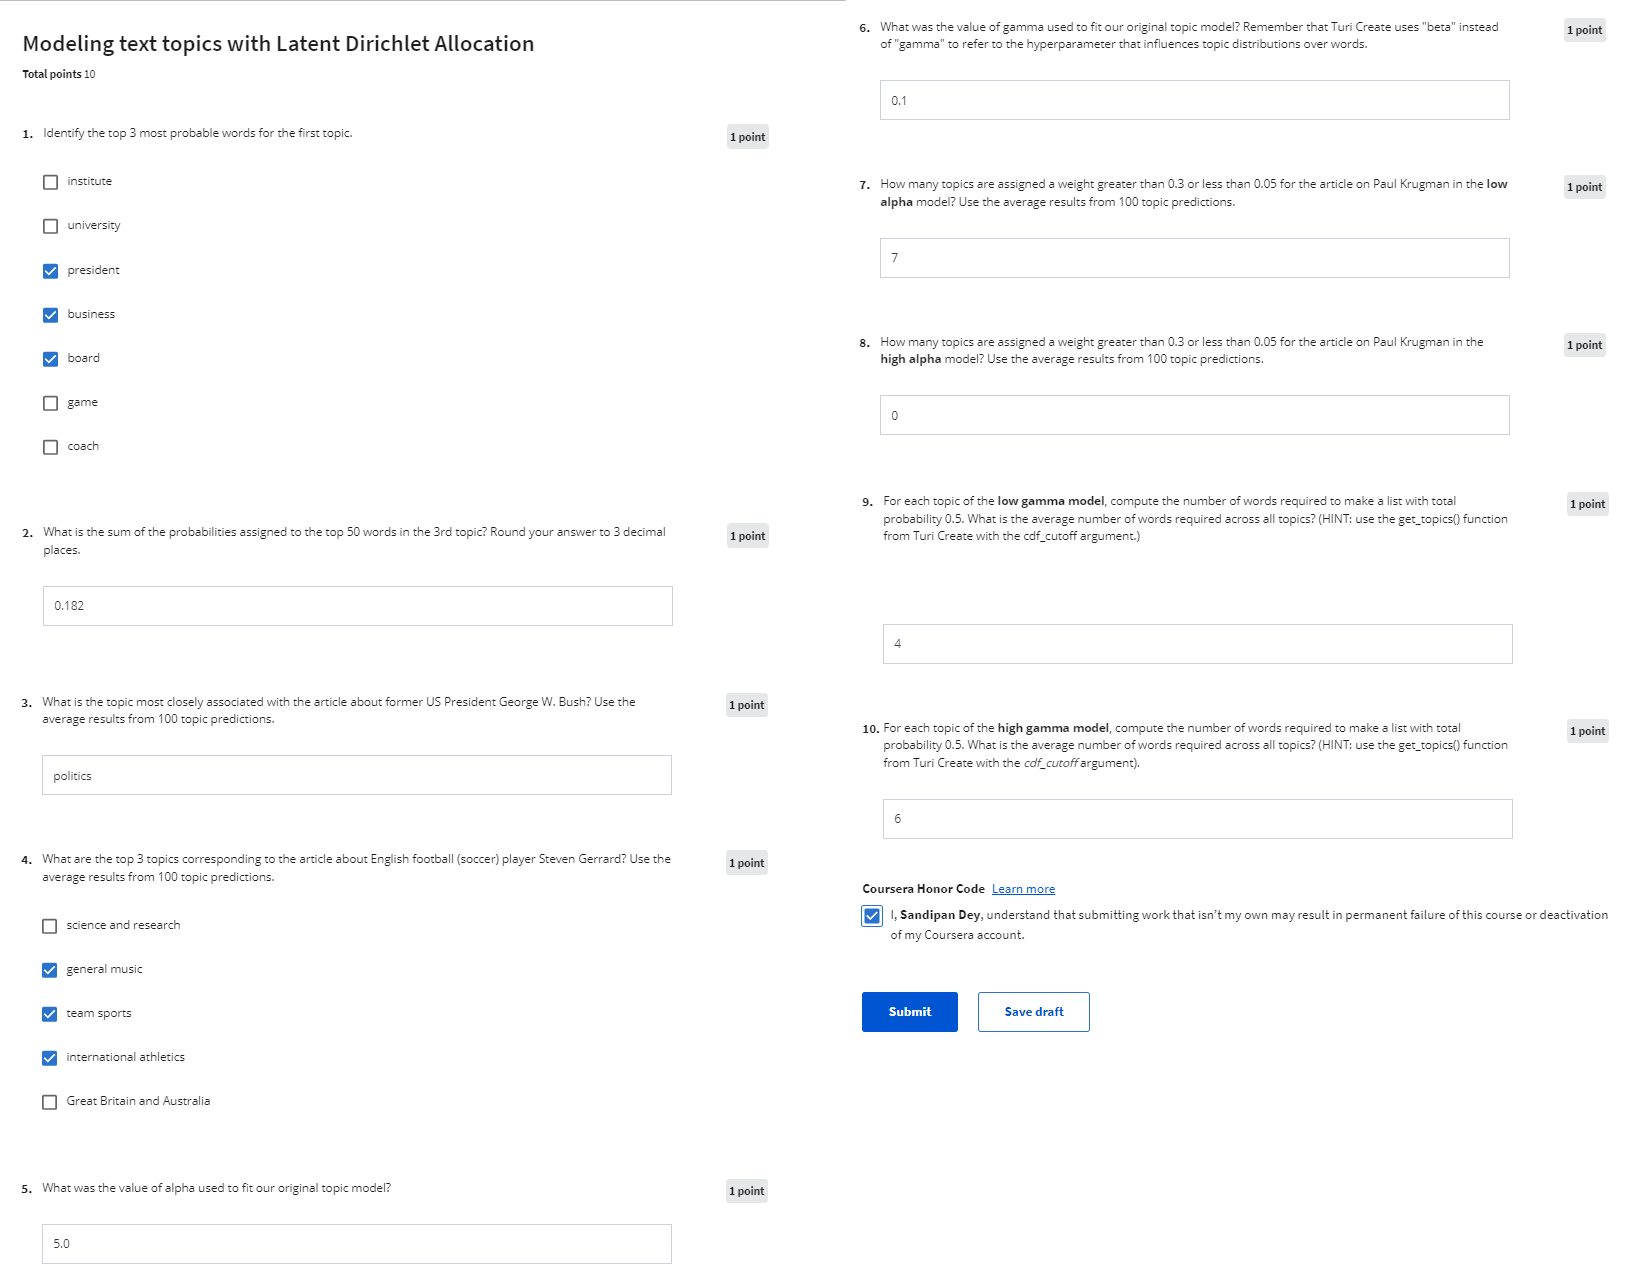 Modeling text topics with Latent Dirichlet Allocation
Total points 10
1. Identify the top 3 most probable words for the first topic.
1 point
institute
university
president
business
board
game
coach
2. What is the sum of the probabilities assigned to the top 50 words in the 3rd topic? Round your answer to 3 decimal
places.
1 point
0.182
3. What is the topic most closely associated with the article about former US President George W. Bush? Use the
average results from 100 topic predictions.
1 point
politics
4. What are the top 3 topics corresponding to the article about English football (soccer) player Steven Gerrard? Use the
average results from 100 topic predictions.
1 point
science and research
general music
team sports
international athletics
Great Britain and Australia
5. What was the value of alpha used to fit our original topic model?
1 point
5.0
6. What was the value of gamma used to fit our original topic model? Remember that Turi Create uses "beta" instead
of "gamma" to refer to the hyperparameter that influences topic distributions over words.
1 point
0.1
7. How many topics are assigned a weight greater than 0.3 or less than 0.05 for the article on Paul Krugman in the low
alpha model? Use the average results from 100 topic predictions.
1 point
7
8. How many topics are assigned a weight greater than 0.3 or less than 0.05 for the article on Paul Krugman in the
high alpha model? Use the average results from 100 topic predictions.
1 point
0
9. For each topic of the low gamma model, compute the number of words required to make a list with total
probability 0.5. What is the average number of words required across all topics? (HINT: use the get_topics() function
from Turi Create with the cdf_cutoff argument.)
1 point
4
10. For each topic of the high gamma model, compute the number of words required to make a list with total
probability 0.5. What is the average number of words required across all topics? (HINT: use the get_topics() function
from Turi Create with the cdf_cutoff argument).
1 point
6
Coursera Honor Code Learn more
I, Sandipan Dey, understand that submitting work that isn't my own may result in permanent failure of this course or deactivation
of my Coursera account.
Submit
Save draft